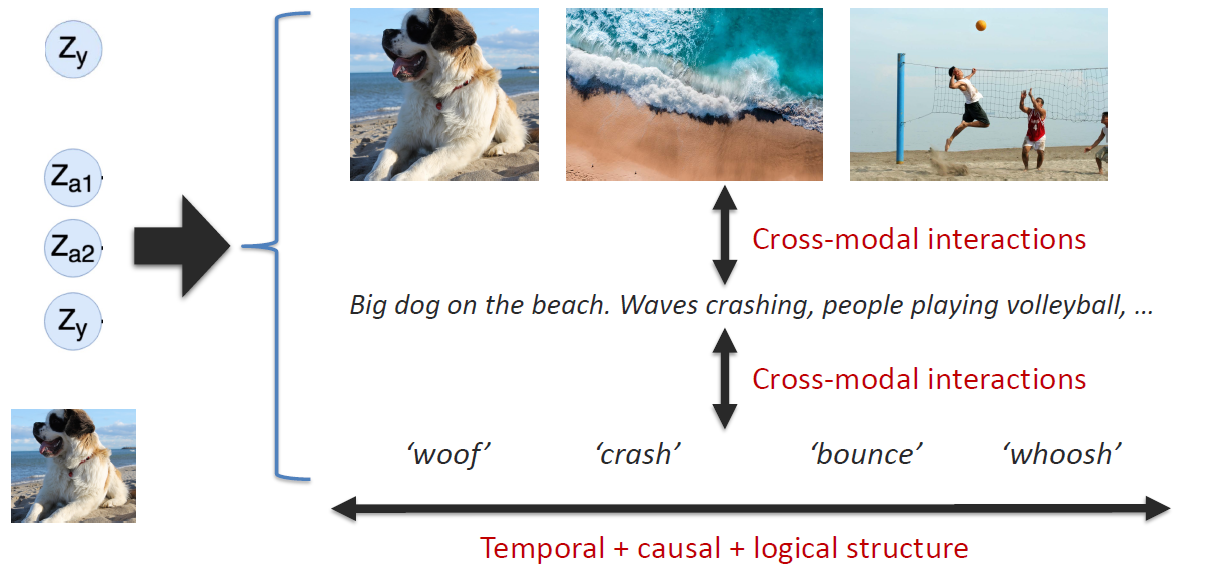 Zy
Za1
Za2
Zy
Cross-modal interactions
Big dog on the beach. Waves crashing, people playing volleyball, ...
Cross-modal interactions
‘woof’ ‘crash’ ‘bounce’ ‘whoosh’
Temporal + causal + logical structure